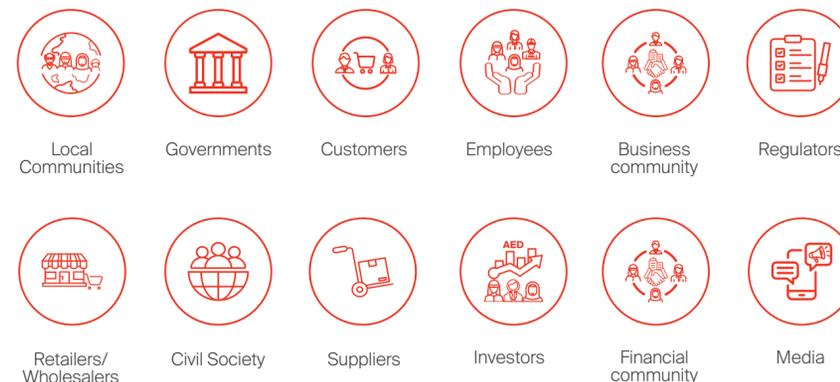 Local
Communities
Governments
Customers
Employees
Business
community
Regulators
AED
Retailers/
Wholesalers
Civil Society
Suppliers
Investors
Financial
community
Media